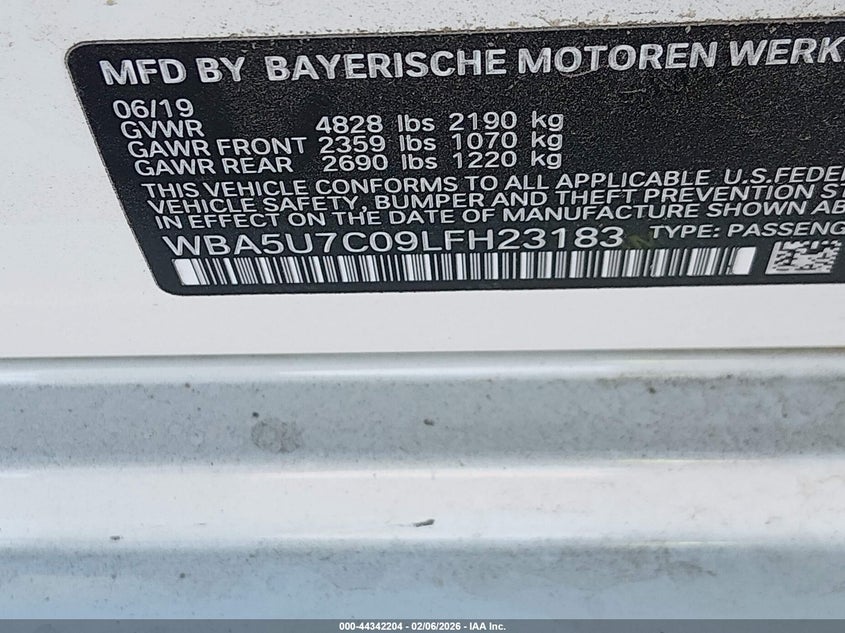 MFD BY BAYERISCHE MOTOREN WERK
06/19
GVWR 4828 lbs 2190 kg
GAWR FRONT 2359 lbs 1070 kg
GAWR REAR 2690 lbs 1220 kg
THIS VEHICLE CONFORMS TO ALL APPLICABLE U.S.FEDE
VEHICLE SAFETY, BUMPER AND THEFT PREVENTION ST
IN EFFECT ON THE DATE OF MANUFACTURE SHOWN AB
WBA5U7C09LFH23183 TYPE: PASSENG
000-44342204 | 02/06/2026 - IAA Inc.